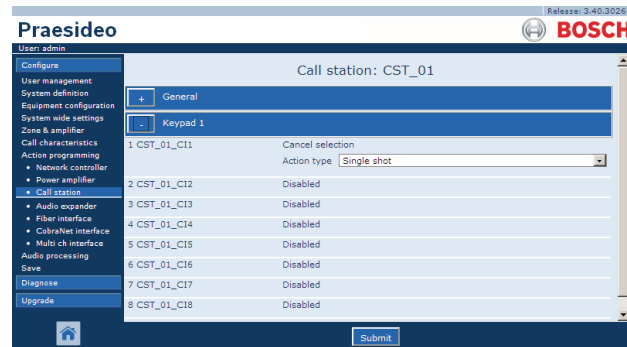 Release: 3.40.3026
Praesideo
BOSCH
User: admin
Configure
User management
System definition
Equipment configuration
System wide settings
Zone & amplifier
Call characteristics
Action programming
• Network controller
• Power amplifier
• Call station
• Audio expander
• Fiber interface
• CobraNet interface
• Multi ch interface
Audio processing
Save
Diagnose
Upgrade
Call station: CST_01
+ General
- Keypad 1
1 CST_01_CI1 Cancel selection
Action type Single shot
2 CST_01_CI2 Disabled
3 CST_01_CI3 Disabled
4 CST_01_CI4 Disabled
5 CST_01_CI5 Disabled
6 CST_01_CI6 Disabled
7 CST_01_CI7 Disabled
8 CST_01_CI8 Disabled
Submit